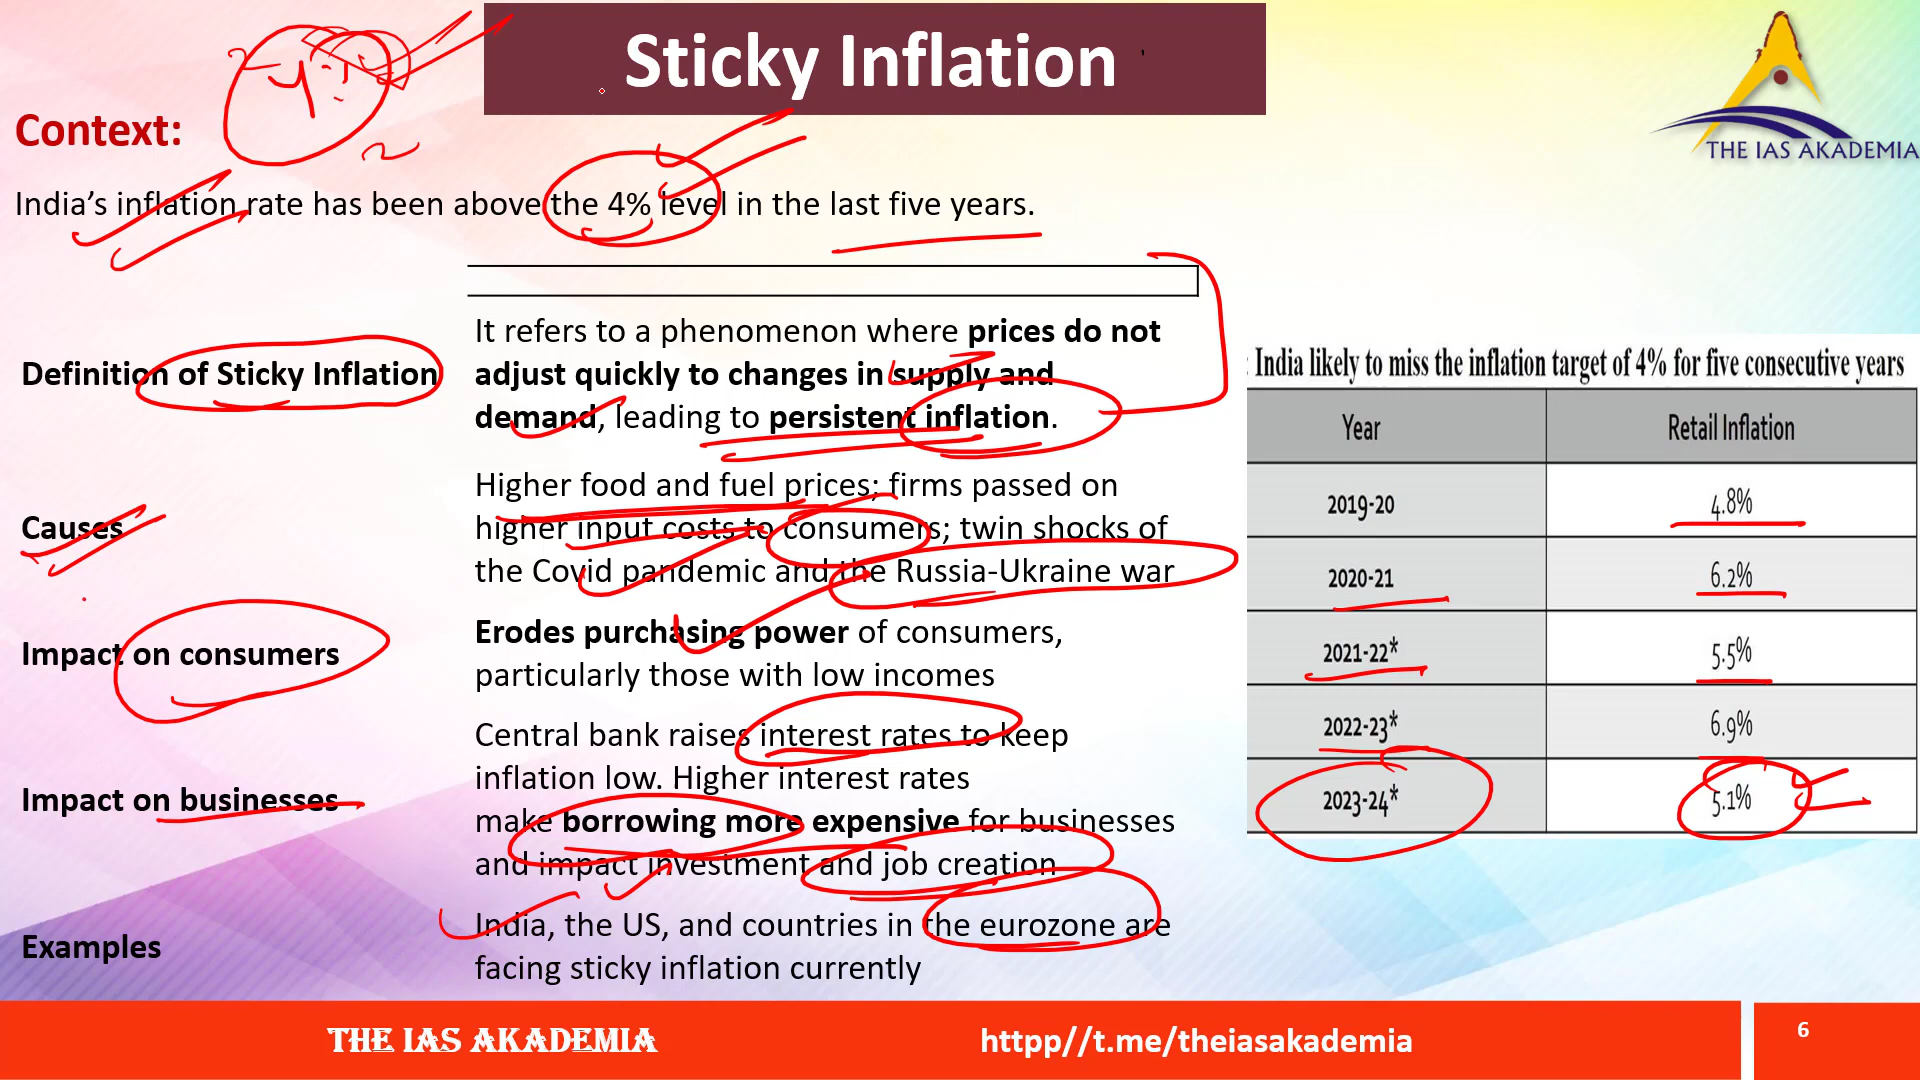 Sticky Inflation
THE IAS AKADEMIA
Context:
India's inflation rate has been above the 4% level in the last five years.
Definition of Sticky Inflation
It refers to a phenomenon where prices do not
adjust quickly to changes in supply and
demand, leading to persistent inflation.
Causes
Higher food and fuel prices; firms passed on
higher input costs to consumers; twin shocks of
the Covid pandemic and the Russia-Ukraine war
Impact on consumers
Erodes purchasing power of consumers,
particularly those with low incomes
Impact on businesses
Central bank raises interest rates to keep
inflation low. Higher interest rates
make borrowing more expensive for businesses
and impact investment and job creation
Examples
India, the US, and countries in the eurozone are
facing sticky inflation currently
: India likely to miss the inflation target of 4% for five consecutive years
Year Retail Inflation
2019-20 4.8%
2020-21 6.2%
2021-22* 5.5%
2022-23* 6.9%
2023-24* 5.1%
THE IAS AKADEMIA
httpp//t.me/theiasakademia
6